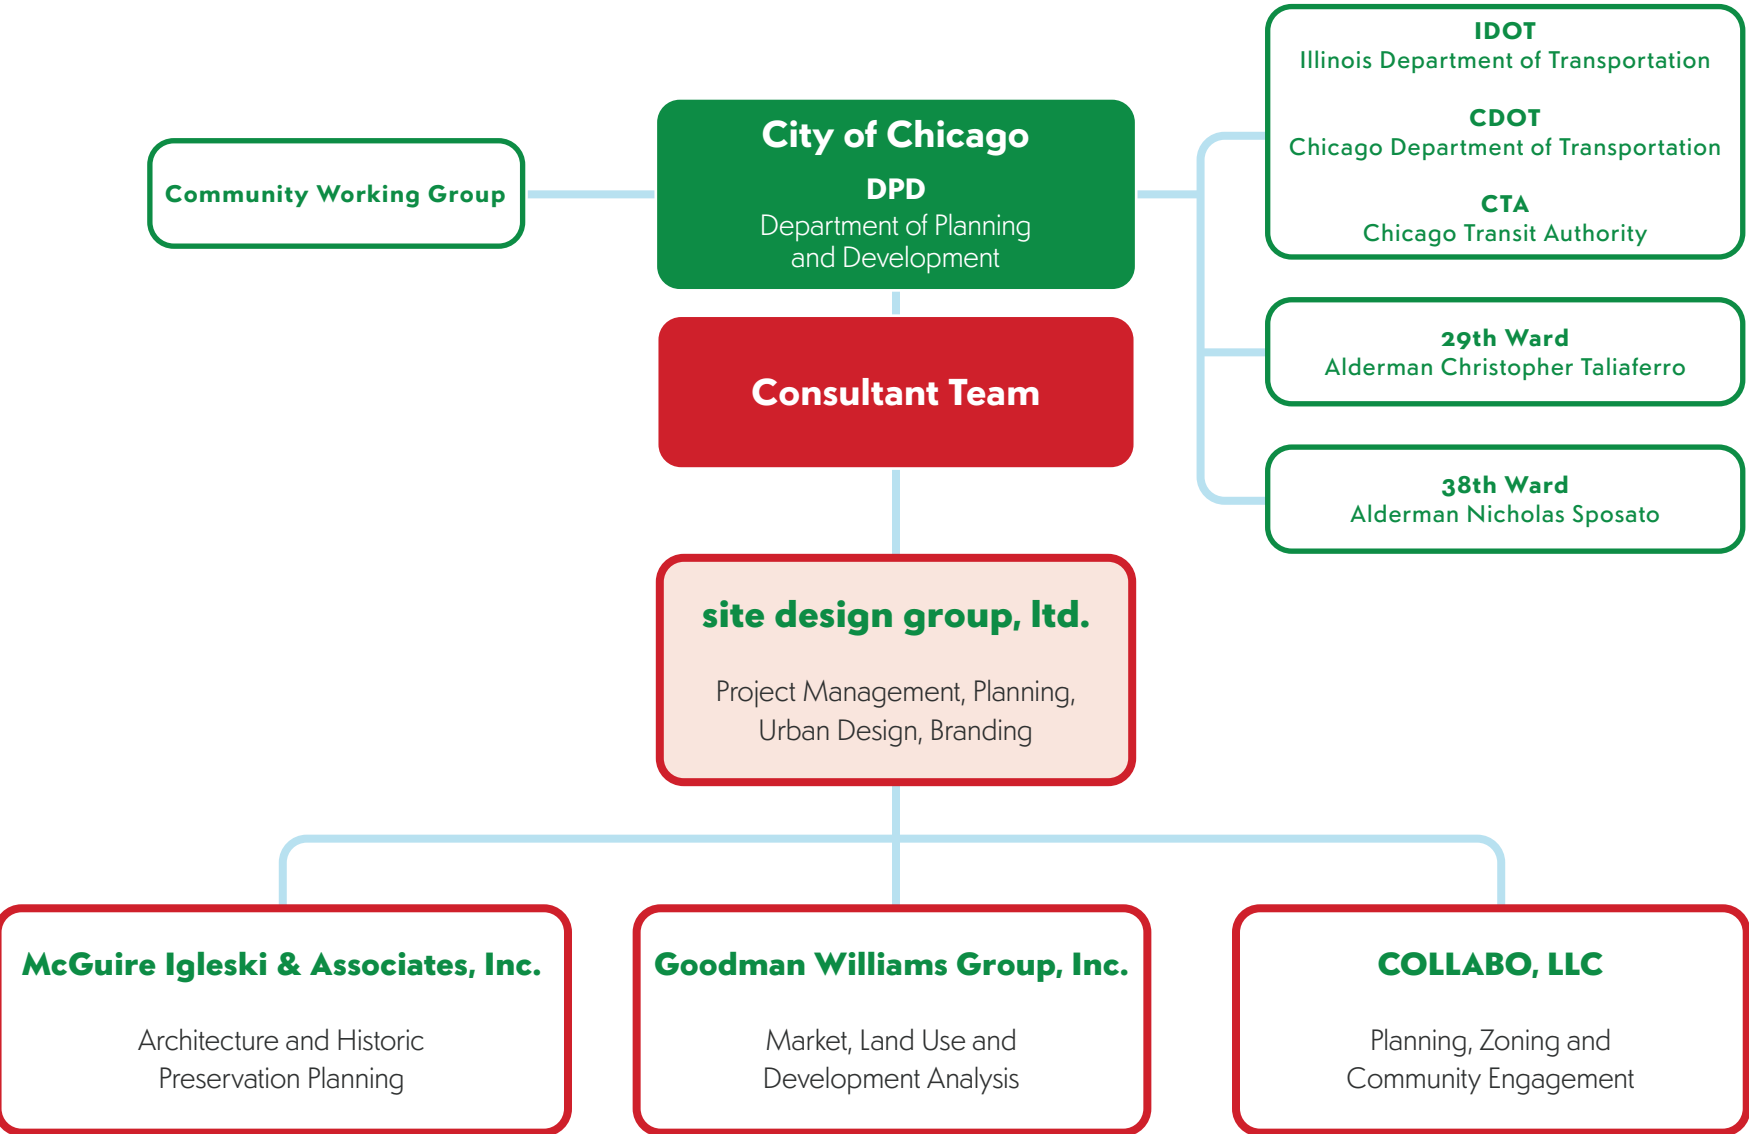 IDOT
Illinois Department of Transportation
CDOT
Chicago Department of Transportation
CTA
Chicago Transit Authority
City of Chicago
DPD
Department of Planning
and Development
Community Working Group
29th Ward
Alderman Christopher Taliaferro
Consultant Team
38th Ward
Alderman Nicholas Sposato
site design group, ltd.
Project Management, Planning,
Urban Design, Branding
McGuire Igleski & Associates, Inc.
Architecture and Historic
Preservation Planning
Goodman Williams Group, Inc.
Market, Land Use and
Development Analysis
COLLABO, LLC
Planning, Zoning and
Community Engagement